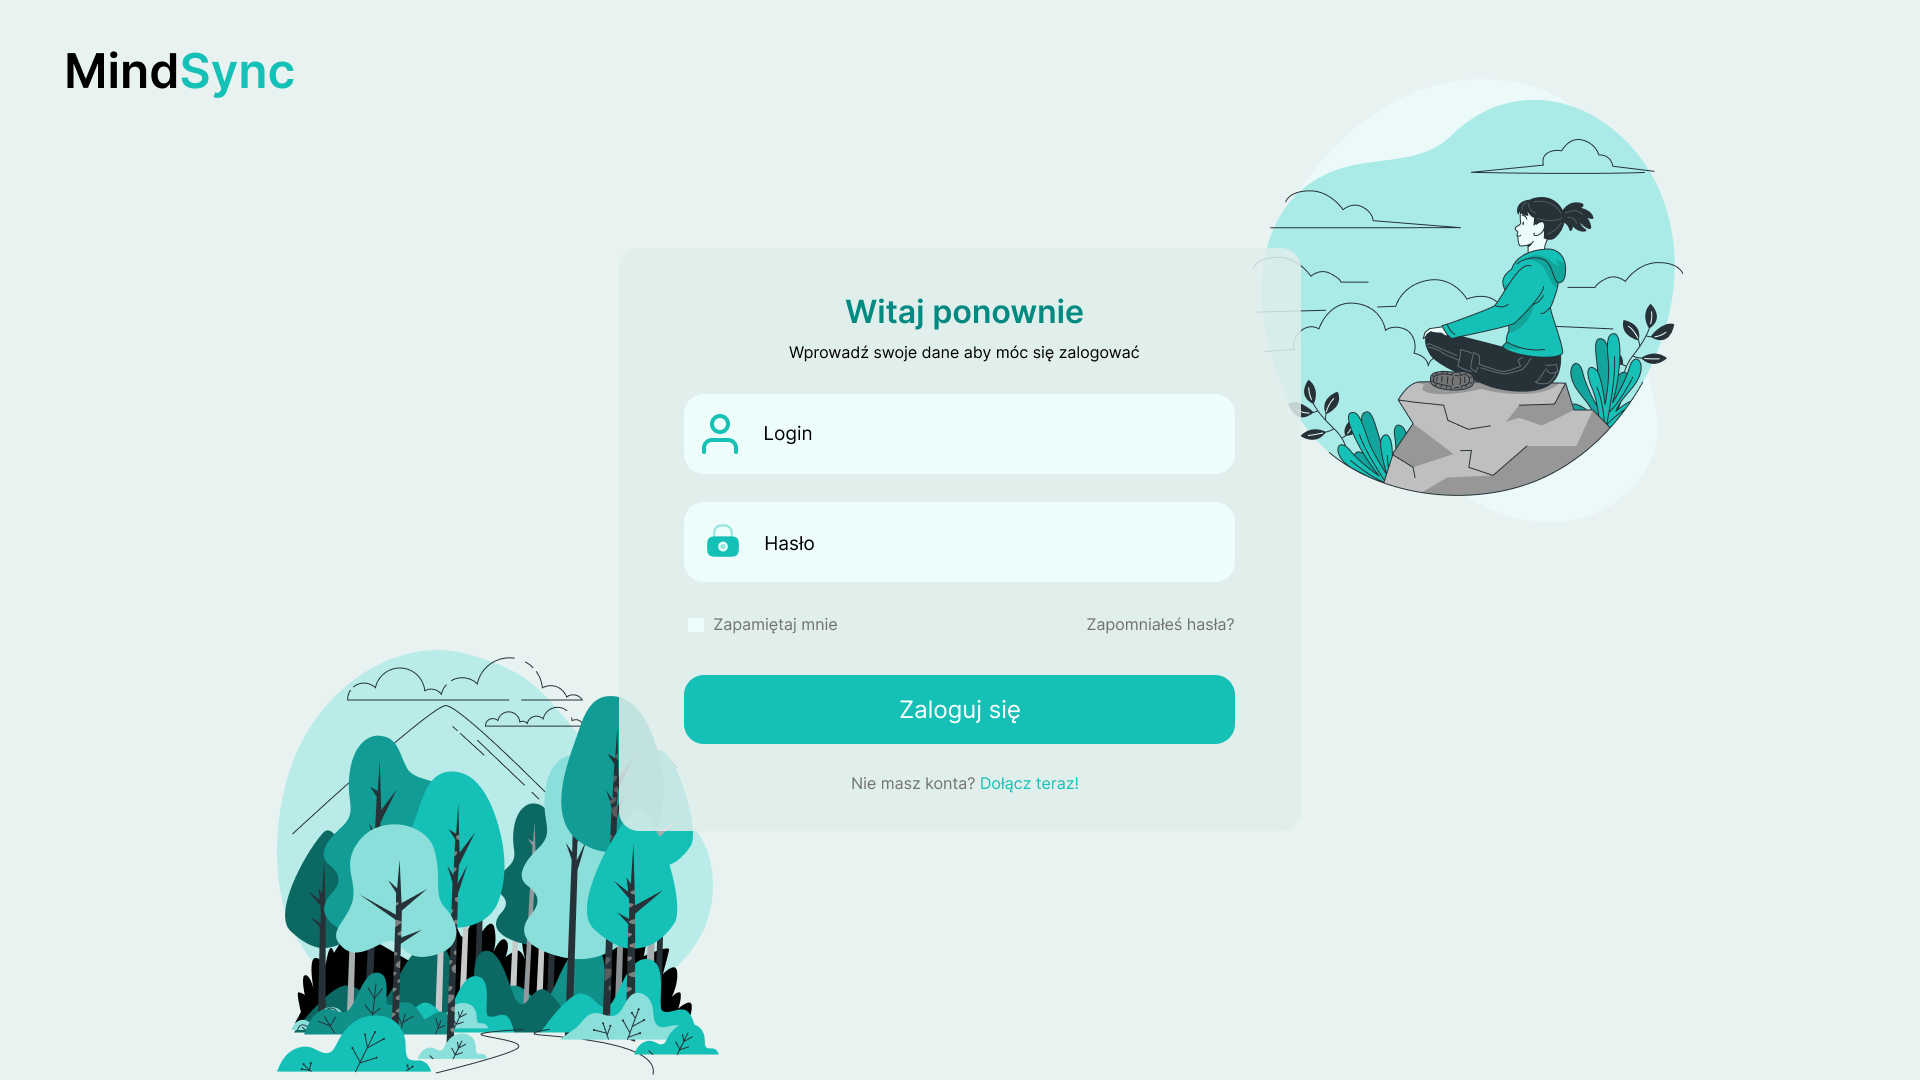 MindSync
Witaj ponownie
Wprowadź swoje dane aby móc się zalogować
Login
Hasło
Zapamiętaj mnie
Zapomniałeś hasła?
Zaloguj się
Nie masz konta? Dołącz teraz!